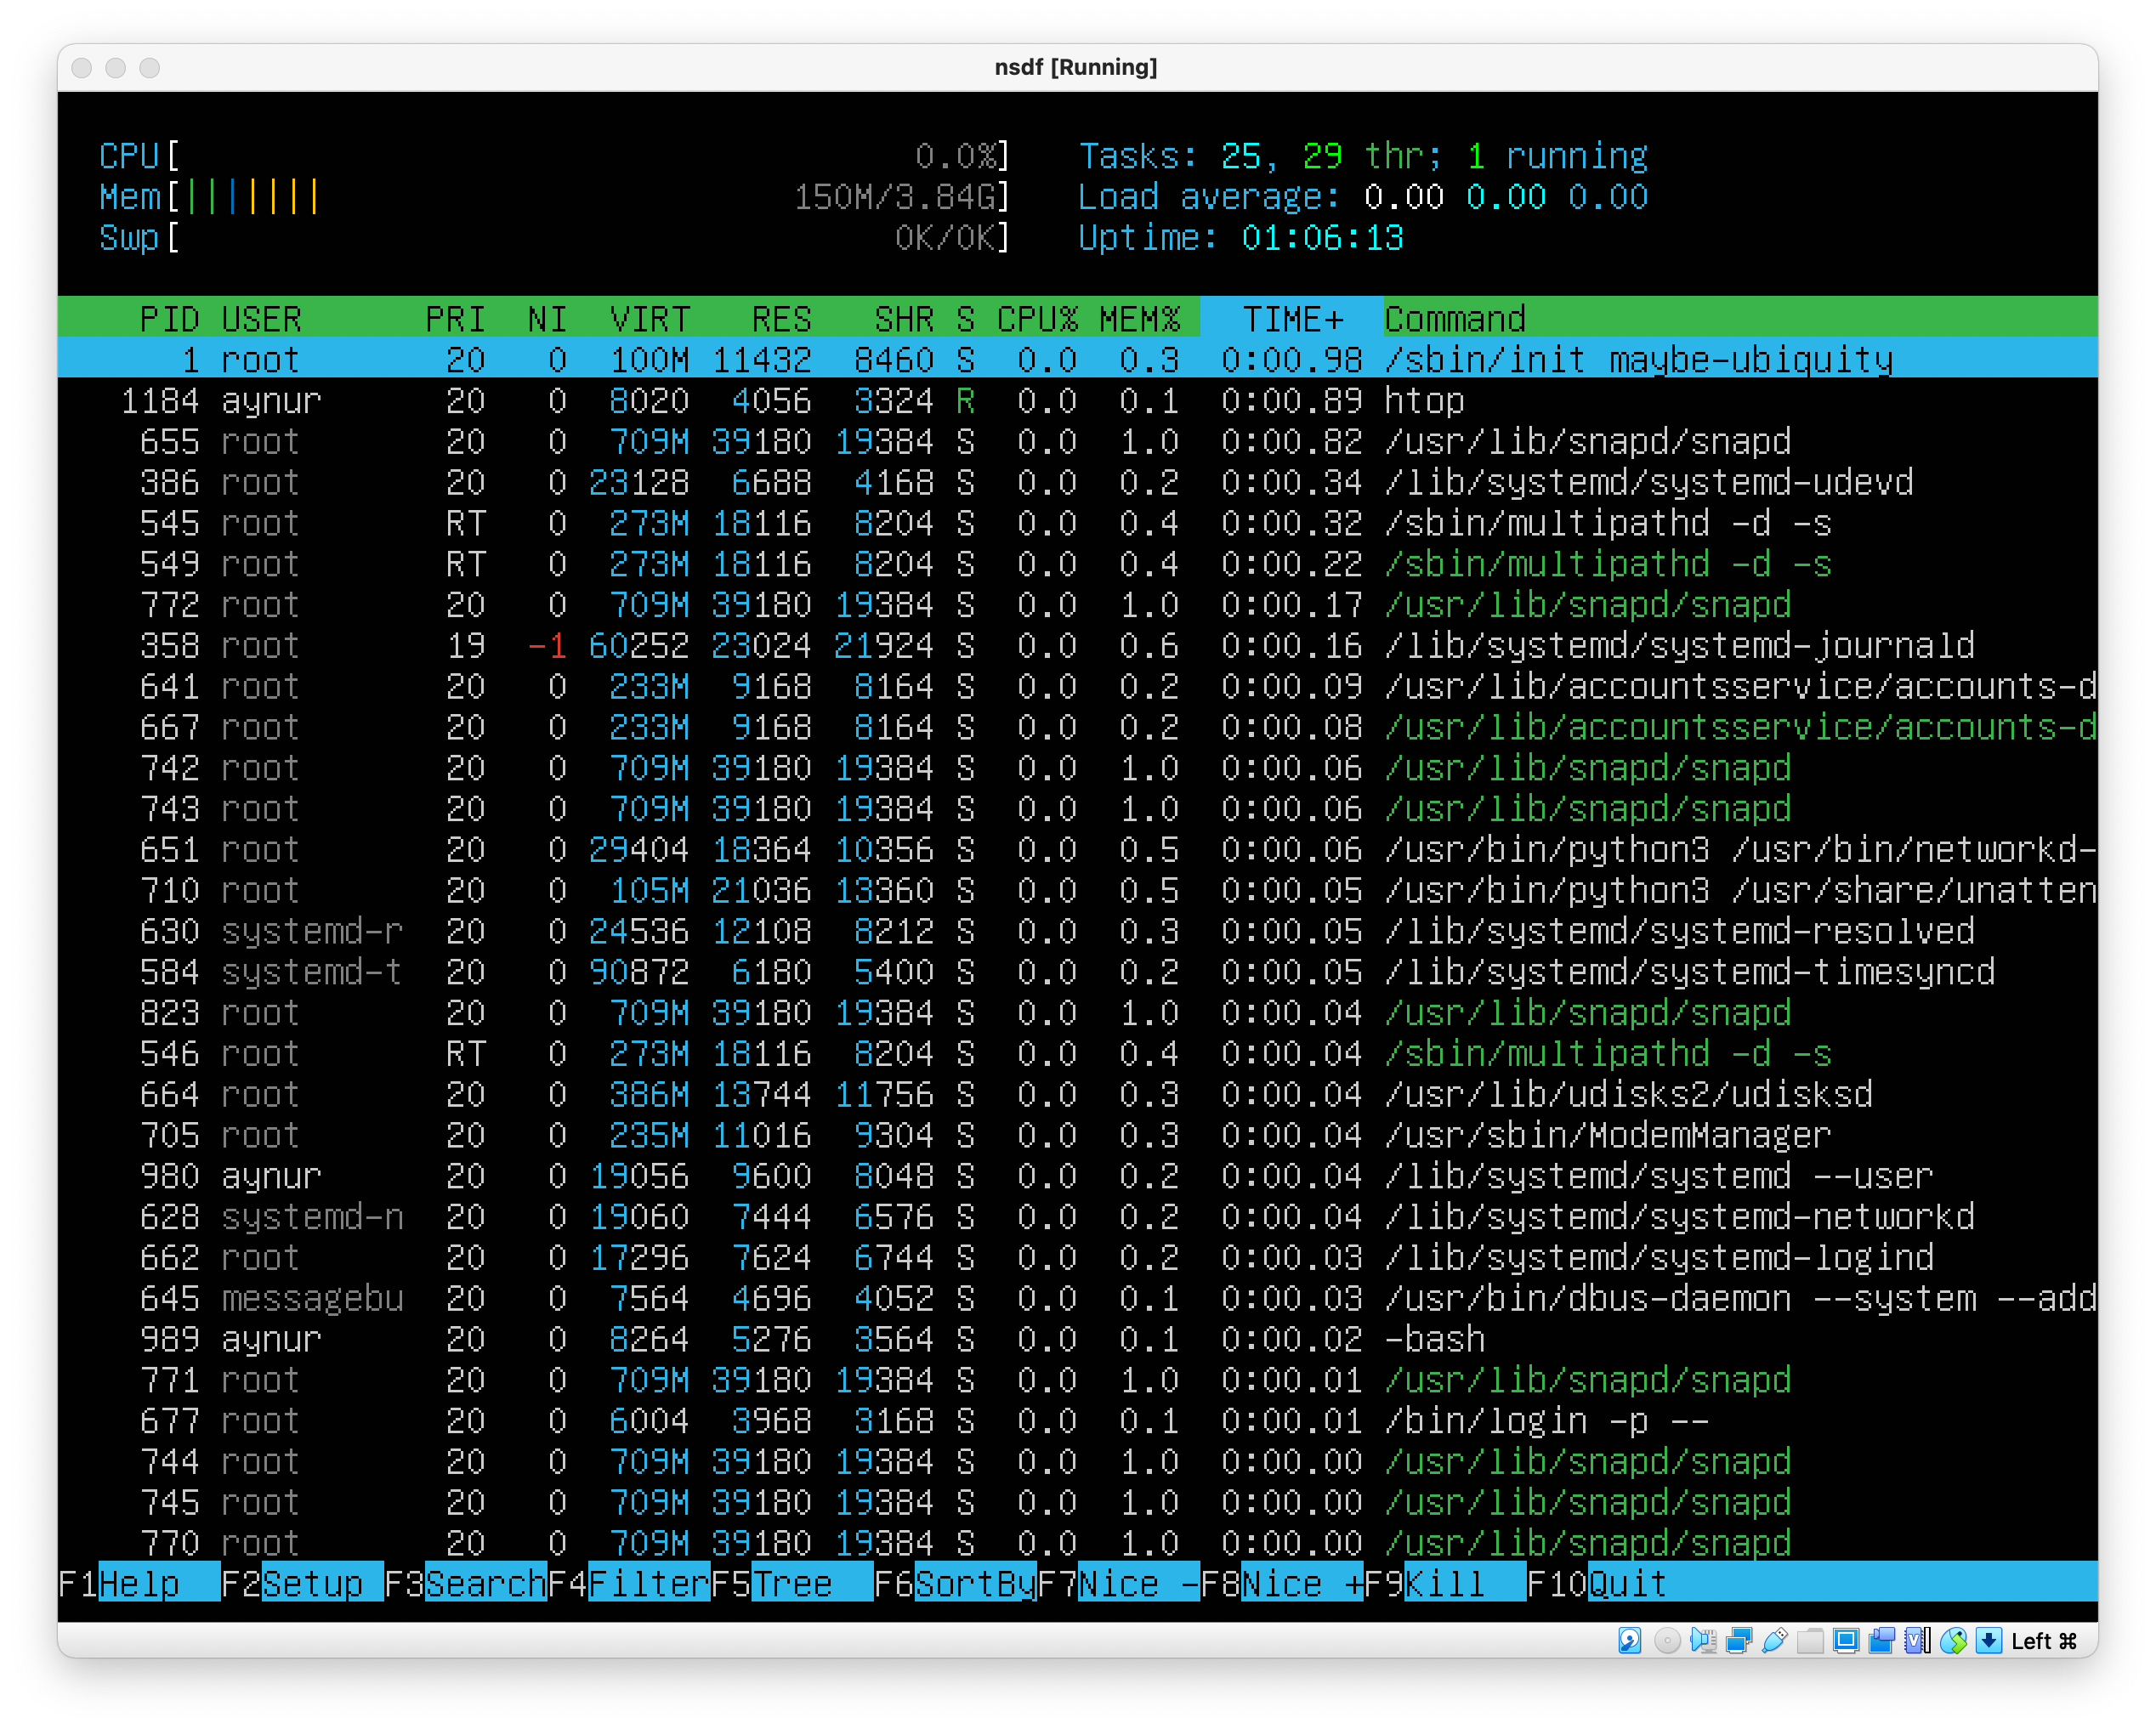 nsdf [Running]
CPU[ 0.0%] Tasks: 25, 29 thr; 1 running
Mem[||||||| 150M/3.84G] Load average: 0.00 0.00 0.00
Swp[ 0K/0K] Uptime: 01:06:13
PID USER PRI NI VIRT RES SHR S CPU% MEM% TIME+ Command
1 root 20 0 100M 11432 8460 S 0.0 0.3 0:00.98 /sbin/init maybe-ubiquity
1184 aynur 20 0 8020 4056 3324 R 0.0 0.1 0:00.89 htop
655 root 20 0 709M 39180 19384 S 0.0 1.0 0:00.82 /usr/lib/snapd/snapd
386 root 20 0 23128 6688 4168 S 0.0 0.2 0:00.34 /lib/systemd/systemd-udevd
545 root RT 0 273M 18116 8204 S 0.0 0.4 0:00.32 /sbin/multipathd -d -s
549 root RT 0 273M 18116 8204 S 0.0 0.4 0:00.22 /sbin/multipathd -d -s
772 root 20 0 709M 39180 19384 S 0.0 1.0 0:00.17 /usr/lib/snapd/snapd
358 root 19 -1 60252 23024 21924 S 0.0 0.6 0:00.16 /lib/systemd/systemd-journald
641 root 20 0 233M 9168 8164 S 0.0 0.2 0:00.09 /usr/lib/accountsservice/accounts-d
667 root 20 0 233M 9168 8164 S 0.0 0.2 0:00.08 /usr/lib/accountsservice/accounts-d
742 root 20 0 709M 39180 19384 S 0.0 1.0 0:00.06 /usr/lib/snapd/snapd
743 root 20 0 709M 39180 19384 S 0.0 1.0 0:00.06 /usr/lib/snapd/snapd
651 root 20 0 29404 18364 10356 S 0.0 0.5 0:00.06 /usr/bin/python3 /usr/bin/networkd-
710 root 20 0 105M 21036 13360 S 0.0 0.5 0:00.05 /usr/bin/python3 /usr/share/unatten
630 systemd-r 20 0 24536 12108 8212 S 0.0 0.3 0:00.05 /lib/systemd/systemd-resolved
584 systemd-t 20 0 90872 6180 5400 S 0.0 0.2 0:00.05 /lib/systemd/systemd-timesyncd
823 root 20 0 709M 39180 19384 S 0.0 1.0 0:00.04 /usr/lib/snapd/snapd
546 root RT 0 273M 18116 8204 S 0.0 0.4 0:00.04 /sbin/multipathd -d -s
664 root 20 0 386M 13744 11756 S 0.0 0.3 0:00.04 /usr/lib/udisks2/udisksd
705 root 20 0 235M 11016 9304 S 0.0 0.3 0:00.04 /usr/sbin/ModemManager
980 aynur 20 0 19056 9600 8048 S 0.0 0.2 0:00.04 /lib/systemd/systemd --user
628 systemd-n 20 0 19060 7444 6576 S 0.0 0.2 0:00.04 /lib/systemd/systemd-networkd
662 root 20 0 17296 7624 6744 S 0.0 0.2 0:00.03 /lib/systemd/systemd-logind
645 messagebu 20 0 7564 4696 4052 S 0.0 0.1 0:00.03 /usr/bin/dbus-daemon --system --add
989 aynur 20 0 8264 5276 3564 S 0.0 0.1 0:00.02 -bash
771 root 20 0 709M 39180 19384 S 0.0 1.0 0:00.01 /usr/lib/snapd/snapd
677 root 20 0 6004 3968 3168 S 0.0 0.1 0:00.01 /bin/login -p --
744 root 20 0 709M 39180 19384 S 0.0 1.0 0:00.00 /usr/lib/snapd/snapd
745 root 20 0 709M 39180 19384 S 0.0 1.0 0:00.00 /usr/lib/snapd/snapd
770 root 20 0 709M 39180 19384 S 0.0 1.0 0:00.00 /usr/lib/snapd/snapd
F1Help F2Setup F3SearchF4FilterF5Tree F6SortByF7Nice -F8Nice +F9Kill F10Quit
Left ⌘